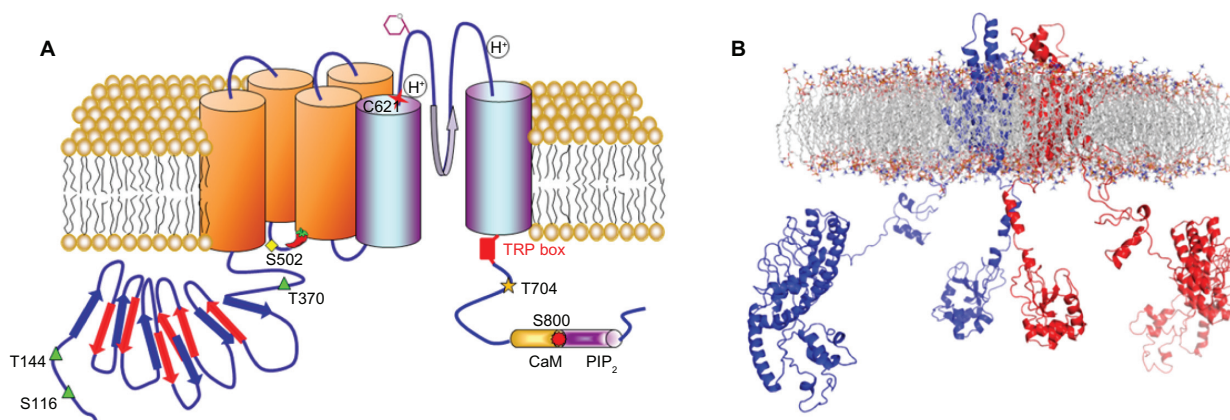 A
B
H+
H+
C621
TRP box
S502
T370
T704
S800
T144
CaM
PIP2
S116